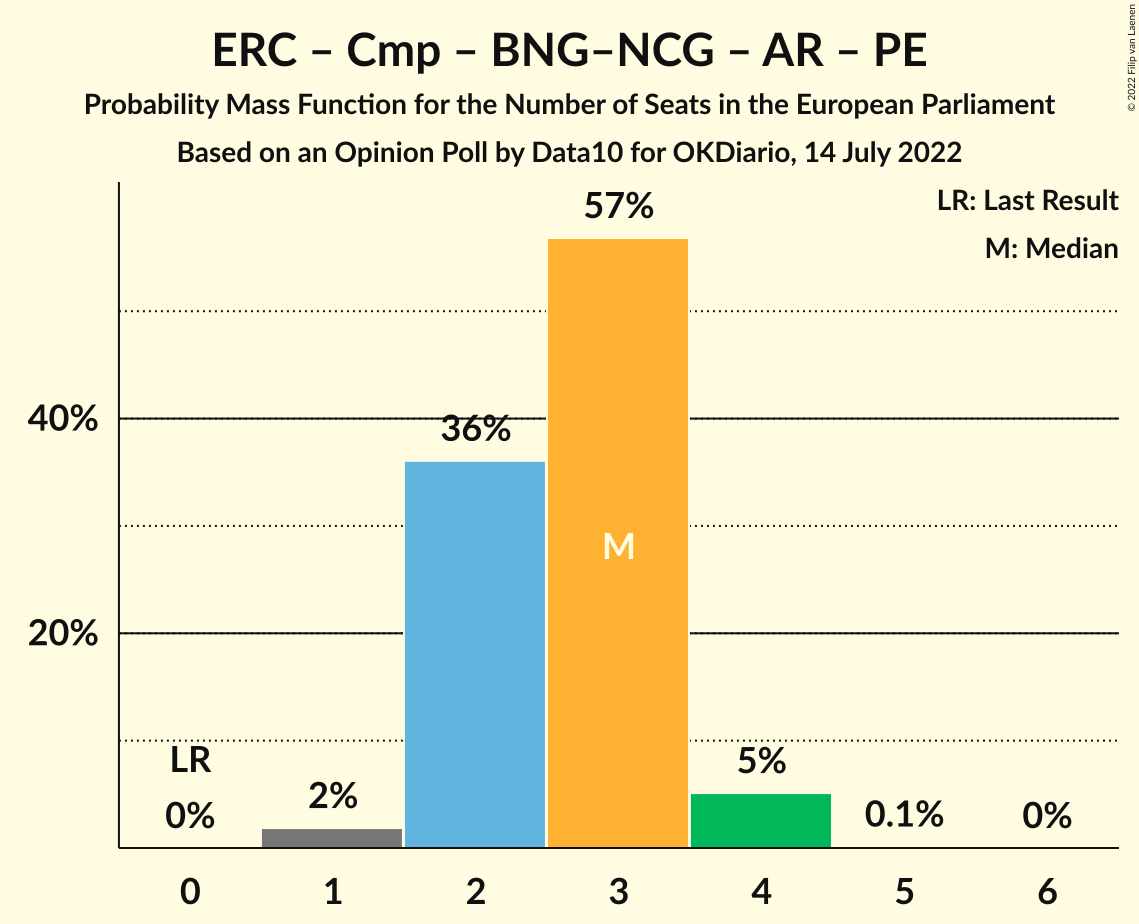 ERC – Cmp – BNG–NCG – AR – PE
Probability Mass Function for the Number of Seats in the European Parliament
Based on an Opinion Poll by Data10 for OKDiario, 14 July 2022
© 2022 Filip van Laenen
LR: Last Result
M: Median
57%
40%
36%
M
20%
LR
0%
2%
5%
0.1%
0%
0 1 2 3 4 5 6